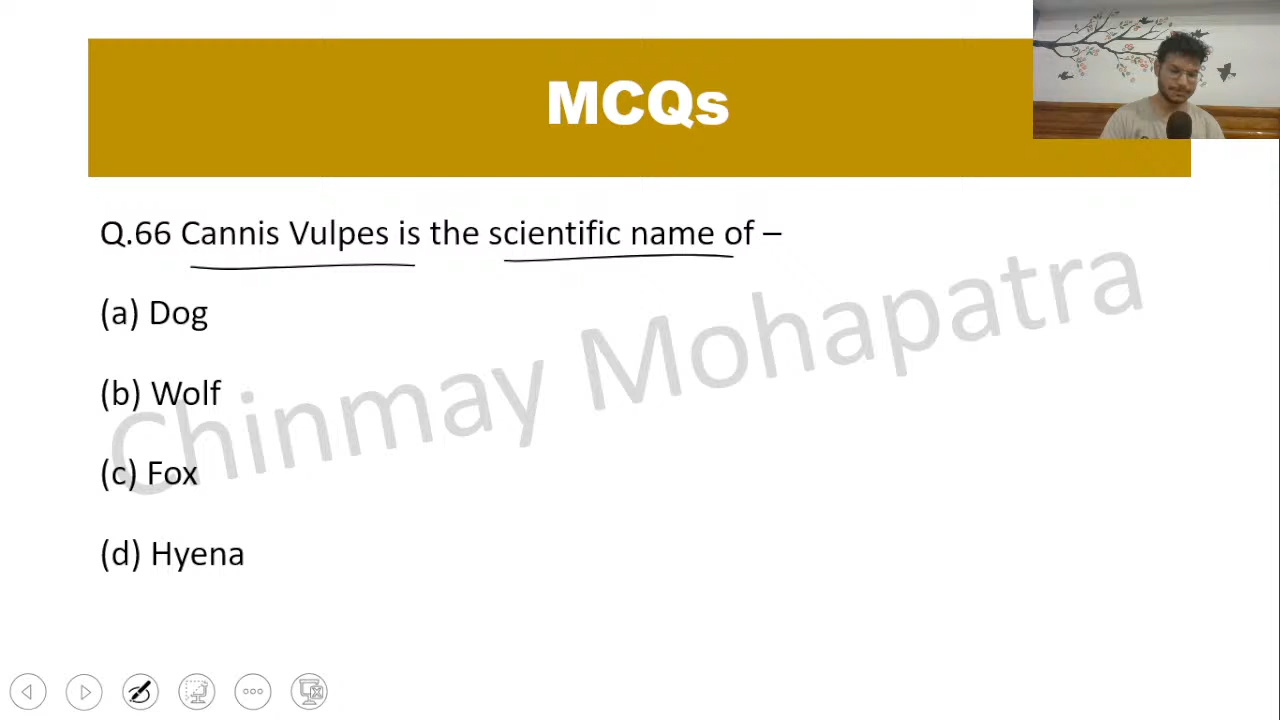 MCQs
Q.66 Cannis Vulpes is the scientific name of –
(a) Dog
(b) Wolf
(c) Fox
(d) Hyena
Chinmay Mohapatra